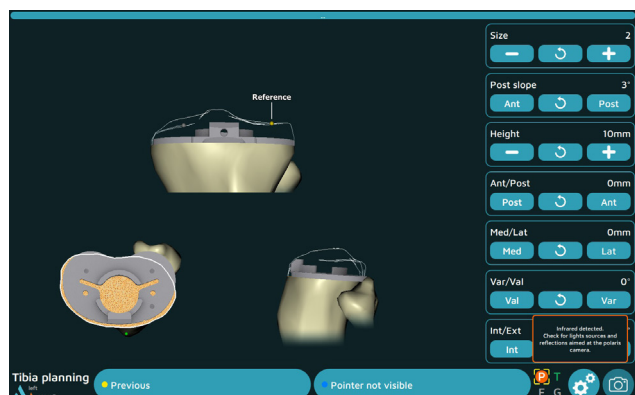 Size 2
Post slope 3°
Ant Post
Reference
Height 10mm
Ant/Post 0mm
Post Ant
Med/Lat 0mm
Med Lat
Var/Val 0°
Val Var
Int/Ext °
Int
Infrared detected.
Check for lights sources and
reflections aimed at the polaris
camera.
Tibia planning
left
Previous
Pointer not visible
P T
F G